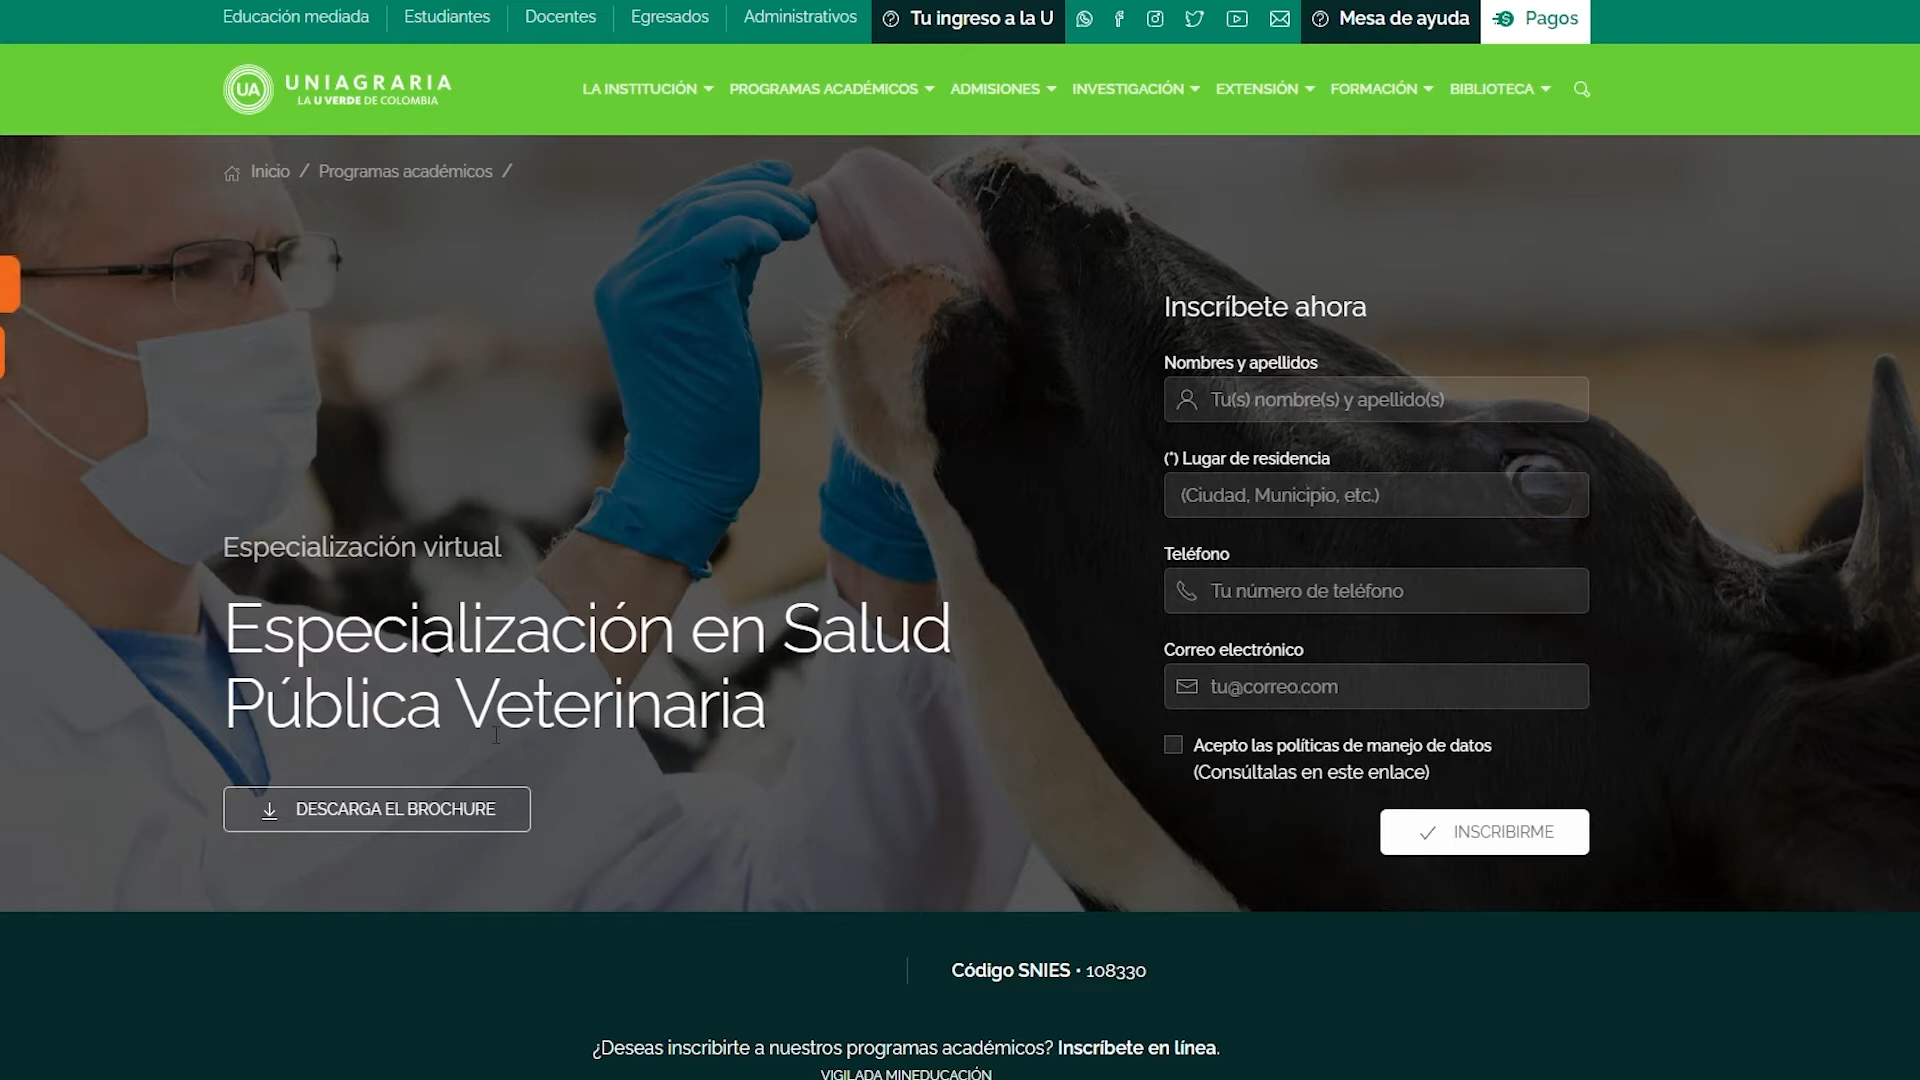 Educación mediada
Estudiantes
Docentes
Egresados
Administrativos
Tu ingreso a la U
Mesa de ayuda
Pagos
UA
UNIAGRARIA
LA U VERDE DE COLOMBIA
LA INSTITUCIÓN
PROGRAMAS ACADÉMICOS
ADMISIONES
INVESTIGACIÓN
EXTENSIÓN
FORMACIÓN
BIBLIOTECA
Inicio / Programas académicos /
Especialización virtual
Especialización en Salud
Pública Veterinaria
DESCARGA EL BROCHURE
Inscríbete ahora
Nombres y apellidos
Tu(s) nombre(s) y apellido(s)
(*) Lugar de residencia
(Ciudad, Municipio, etc.)
Teléfono
Tu número de teléfono
Correo electrónico
tu@correo.com
Acepto las políticas de manejo de datos
(Consúltalas en este enlace)
INSCRIBIRME
Código SNIES • 108330
¿Deseas inscribirte a nuestros programas académicos? Inscríbete en línea.
VIGILADA MINEDUCACIÓN